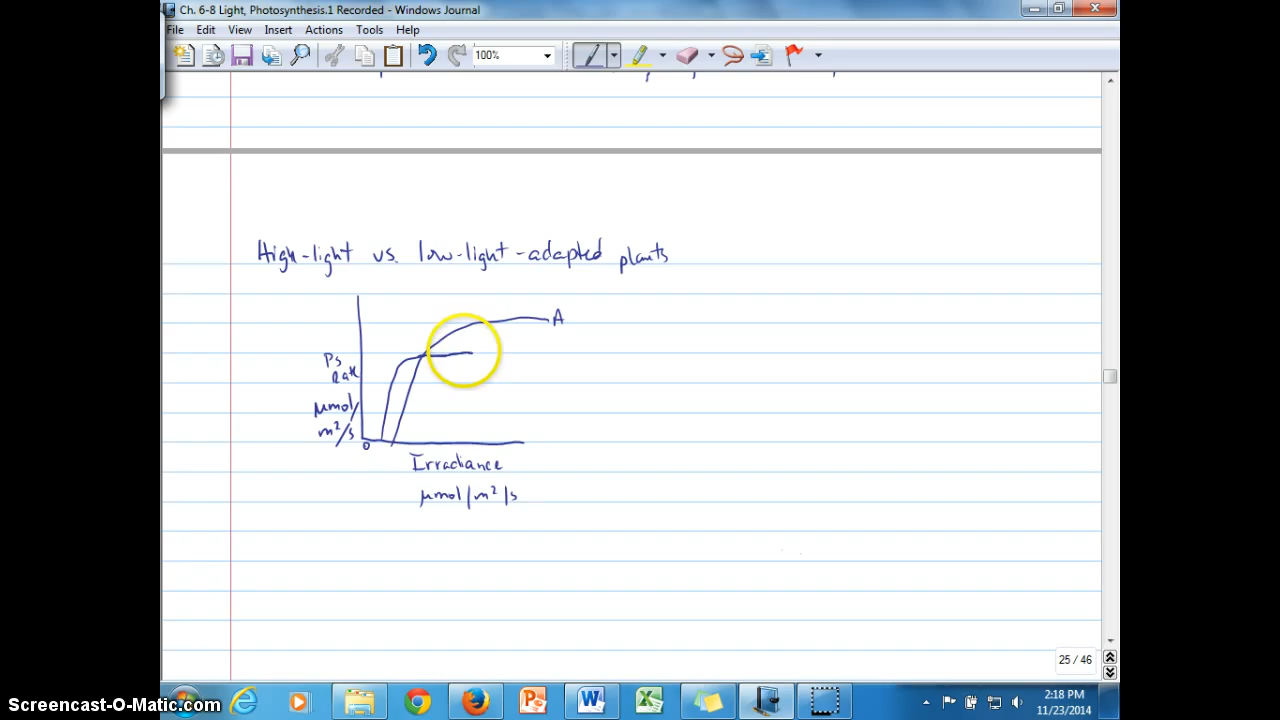 Ch. 6-8 Light, Photosynthesis.1 Recorded - Windows Journal
File Edit View Insert Actions Tools Help
100%
High-light vs. low-light-adapted plants
A
Ps
Rate
μmol/
m²/s
0
Irradiance
μmol/m²/s
25 / 46
2:18 PM
11/23/2014
Screencast-O-Matic.com